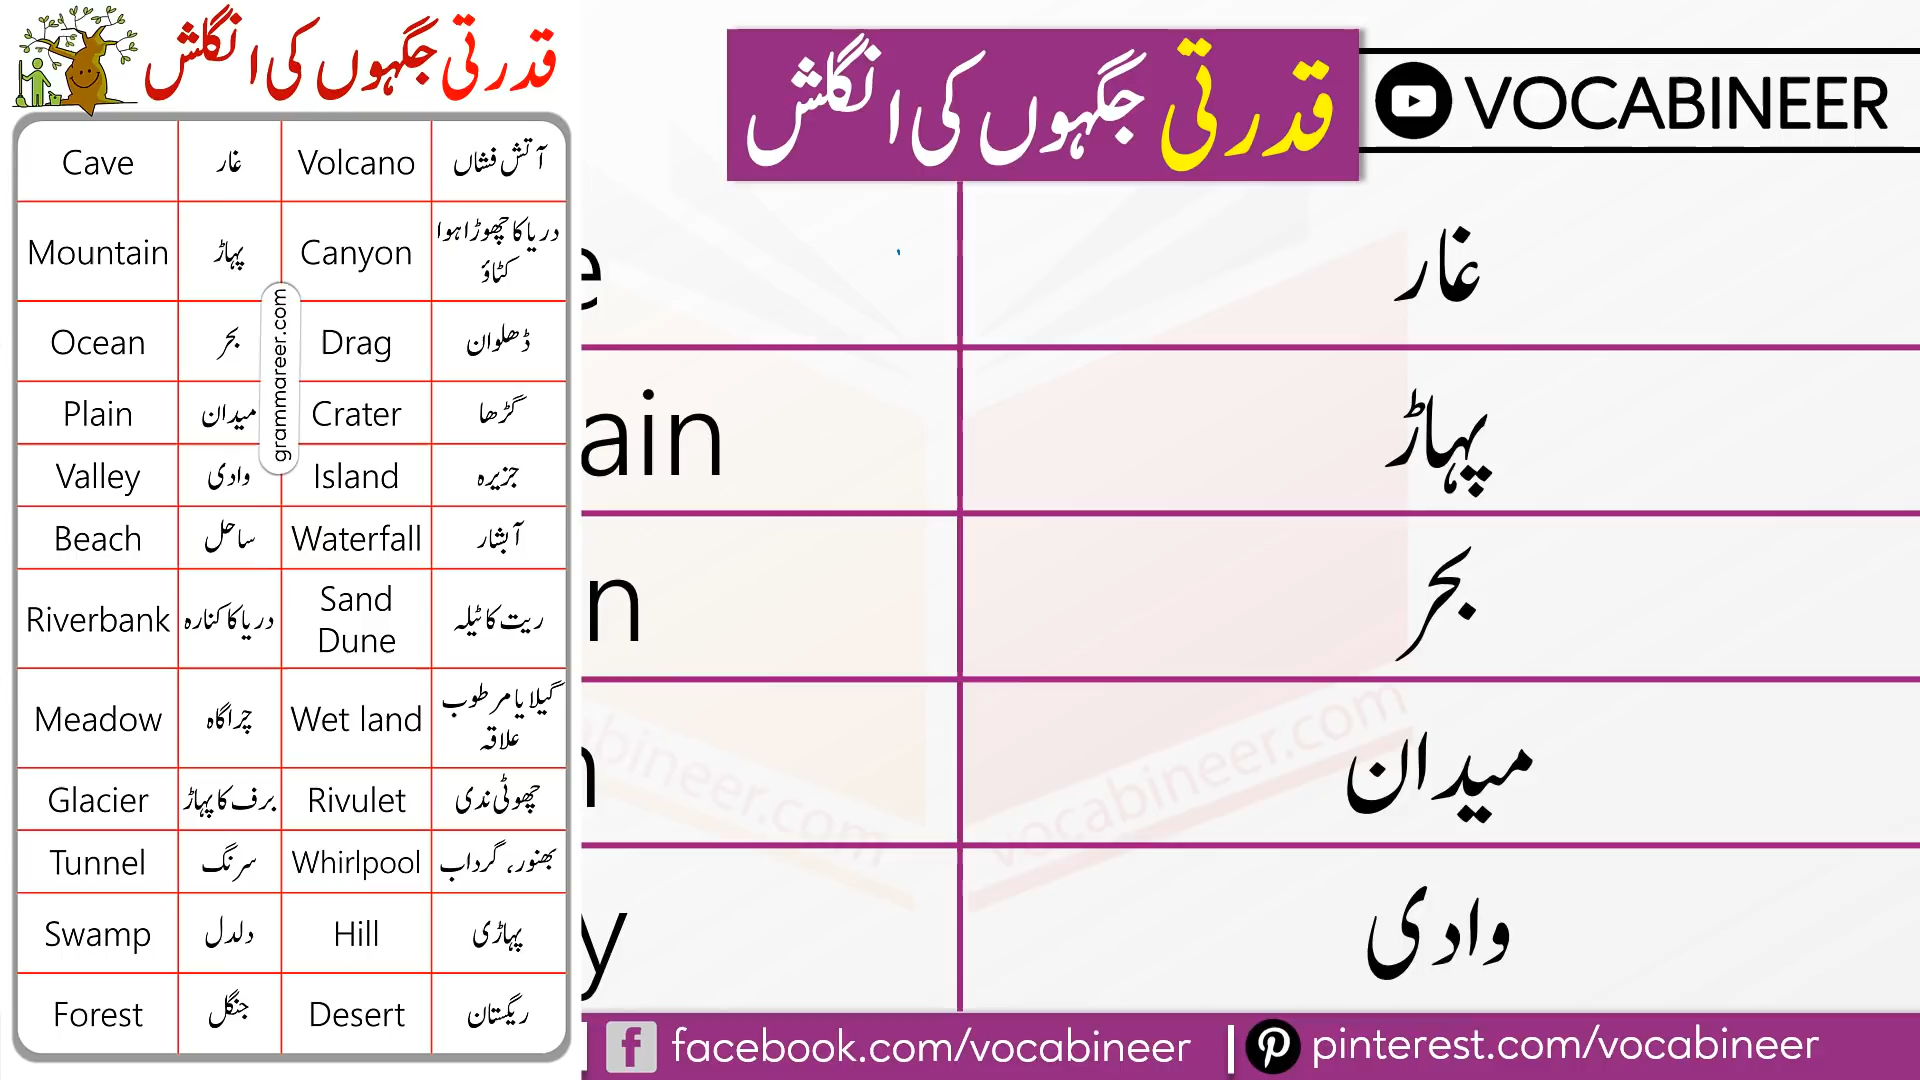 قدرتی جگہوں کی انگلش
Cave غار Volcano آتش فشاں
Mountain پہاڑ Canyon دریا کا چھوڑا ہوا کٹاؤ
Ocean بحر Drag ڈھلوان
Plain میدان Crater گڑھا
Valley وادی Island جزیرہ
Beach ساحل Waterfall آبشار
Riverbank دریا کا کنارہ Sand Dune ریت کا ٹیلہ
Meadow چراگاہ Wet land گیلا یا مرطوب علاقہ
Glacier برف کا پہاڑ Rivulet چھوٹی ندی
Tunnel سرنگ Whirlpool بھنور، گرداب
Swamp دلدل Hill پہاڑی
Forest جنگل Desert ریگستان
grammareer.com
قدرتی جگہوں کی انگلش
VOCABINEER
e غار
ain پہاڑ
n بحر
n میدان
y وادی
abineer.com
vocabineer.com
facebook.com/vocabineer
pinterest.com/vocabineer